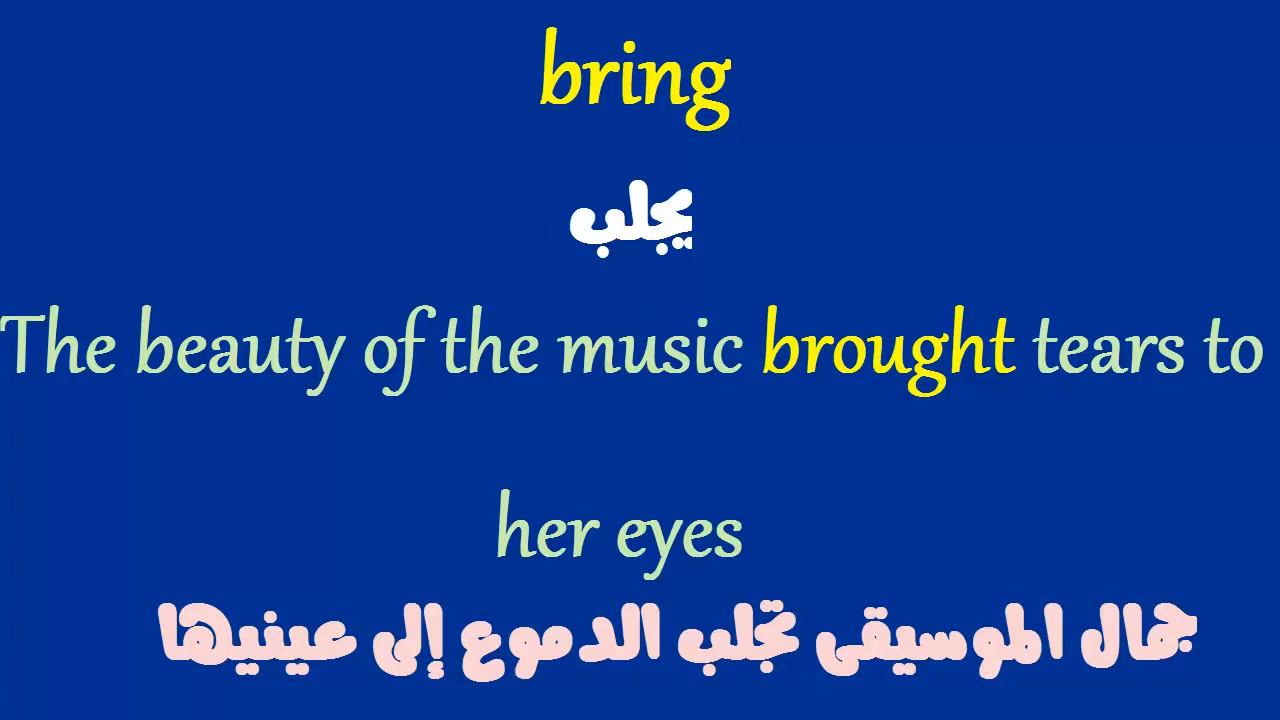 bring
يجلب
The beauty of the music brought tears to
her eyes
جمال الموسيقى تجلب الدموع إلى عينيها